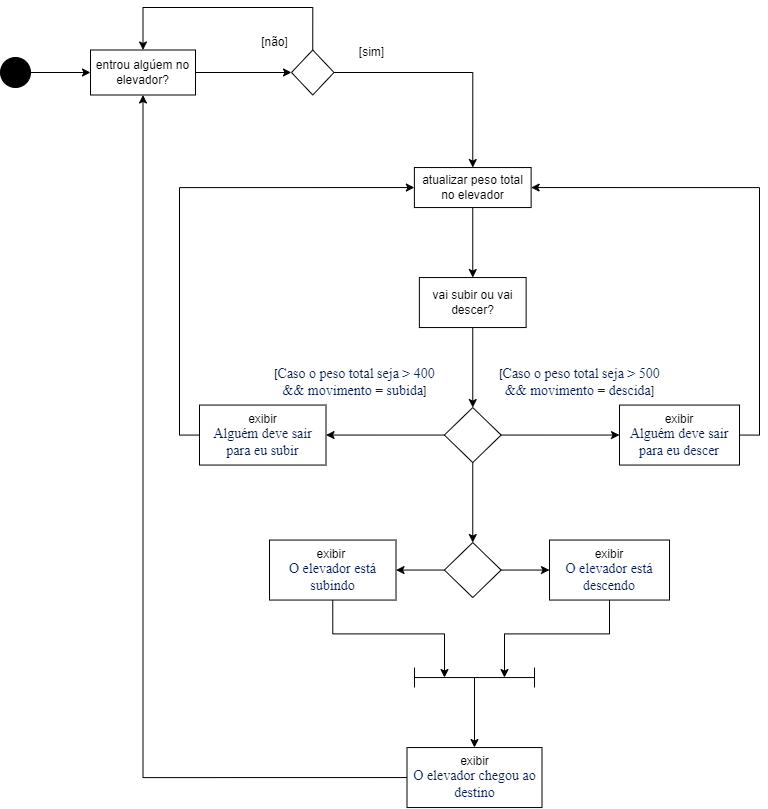 [não]
[sim]
entrou algúem no
elevador?
atualizar peso total
no elevador
vai subir ou vai
descer?
[Caso o peso total seja > 400
&& movimento = subida]
[Caso o peso total seja > 500
&& movimento = descida]
exibir
Alguém deve sair
para eu subir
exibir
Alguém deve sair
para eu descer
exibir
O elevador está
subindo
exibir
O elevador está
descendo
exibir
O elevador chegou ao
destino